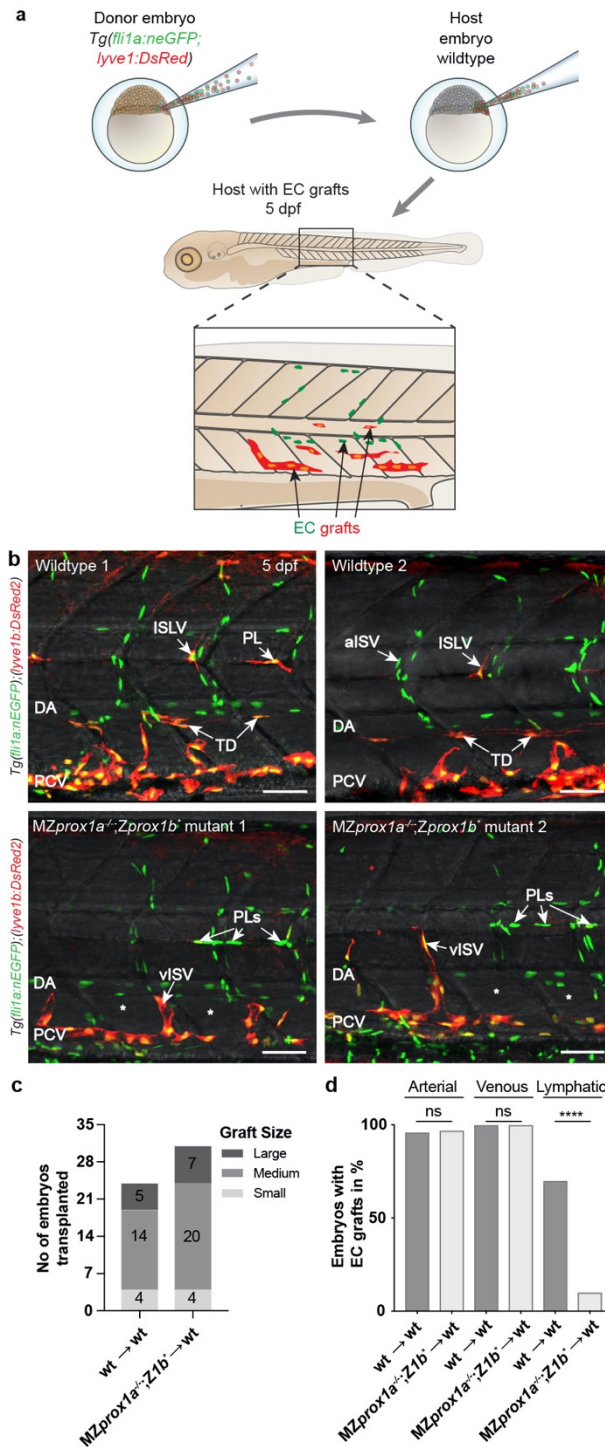 a
Donor embryo
Tg(fli1a:neGFP;
lyve1:DsRed)
Host
embryo
wildtype
Host with EC grafts
5 dpf
EC grafts
b
Tg(fli1a:nEGFP);(lyve1b:DsRed2)
Wildtype 1
5 dpf
ISLV
PL
DA
TD
PCV
Wildtype 2
aISV
ISLV
DA
TD
PCV
Tg(fli1a:nEGFP);(lyve1b:DsRed2)
MZprox1a-/-;Zprox1b* mutant 1
PLs
DA
vISV
*
*
PCV
MZprox1a-/-;Zprox1b* mutant 2
PLs
vISV
DA
*
*
PCV
c
No of embryos
transplanted
35
28
21
14
7
0
Graft Size
Large
Medium
Small
5
14
4
7
20
4
wt → wt
MZprox1a-/-;Z1b* → wt
d
Embryos with
EC grafts in %
100
50
0
Arterial
Venous
Lymphatic
ns
ns
****
wt → wt
MZprox1a-/-;Z1b* → wt
wt → wt
MZprox1a-/-;Z1b* → wt
wt → wt
MZprox1a-/-;Z1b* → wt